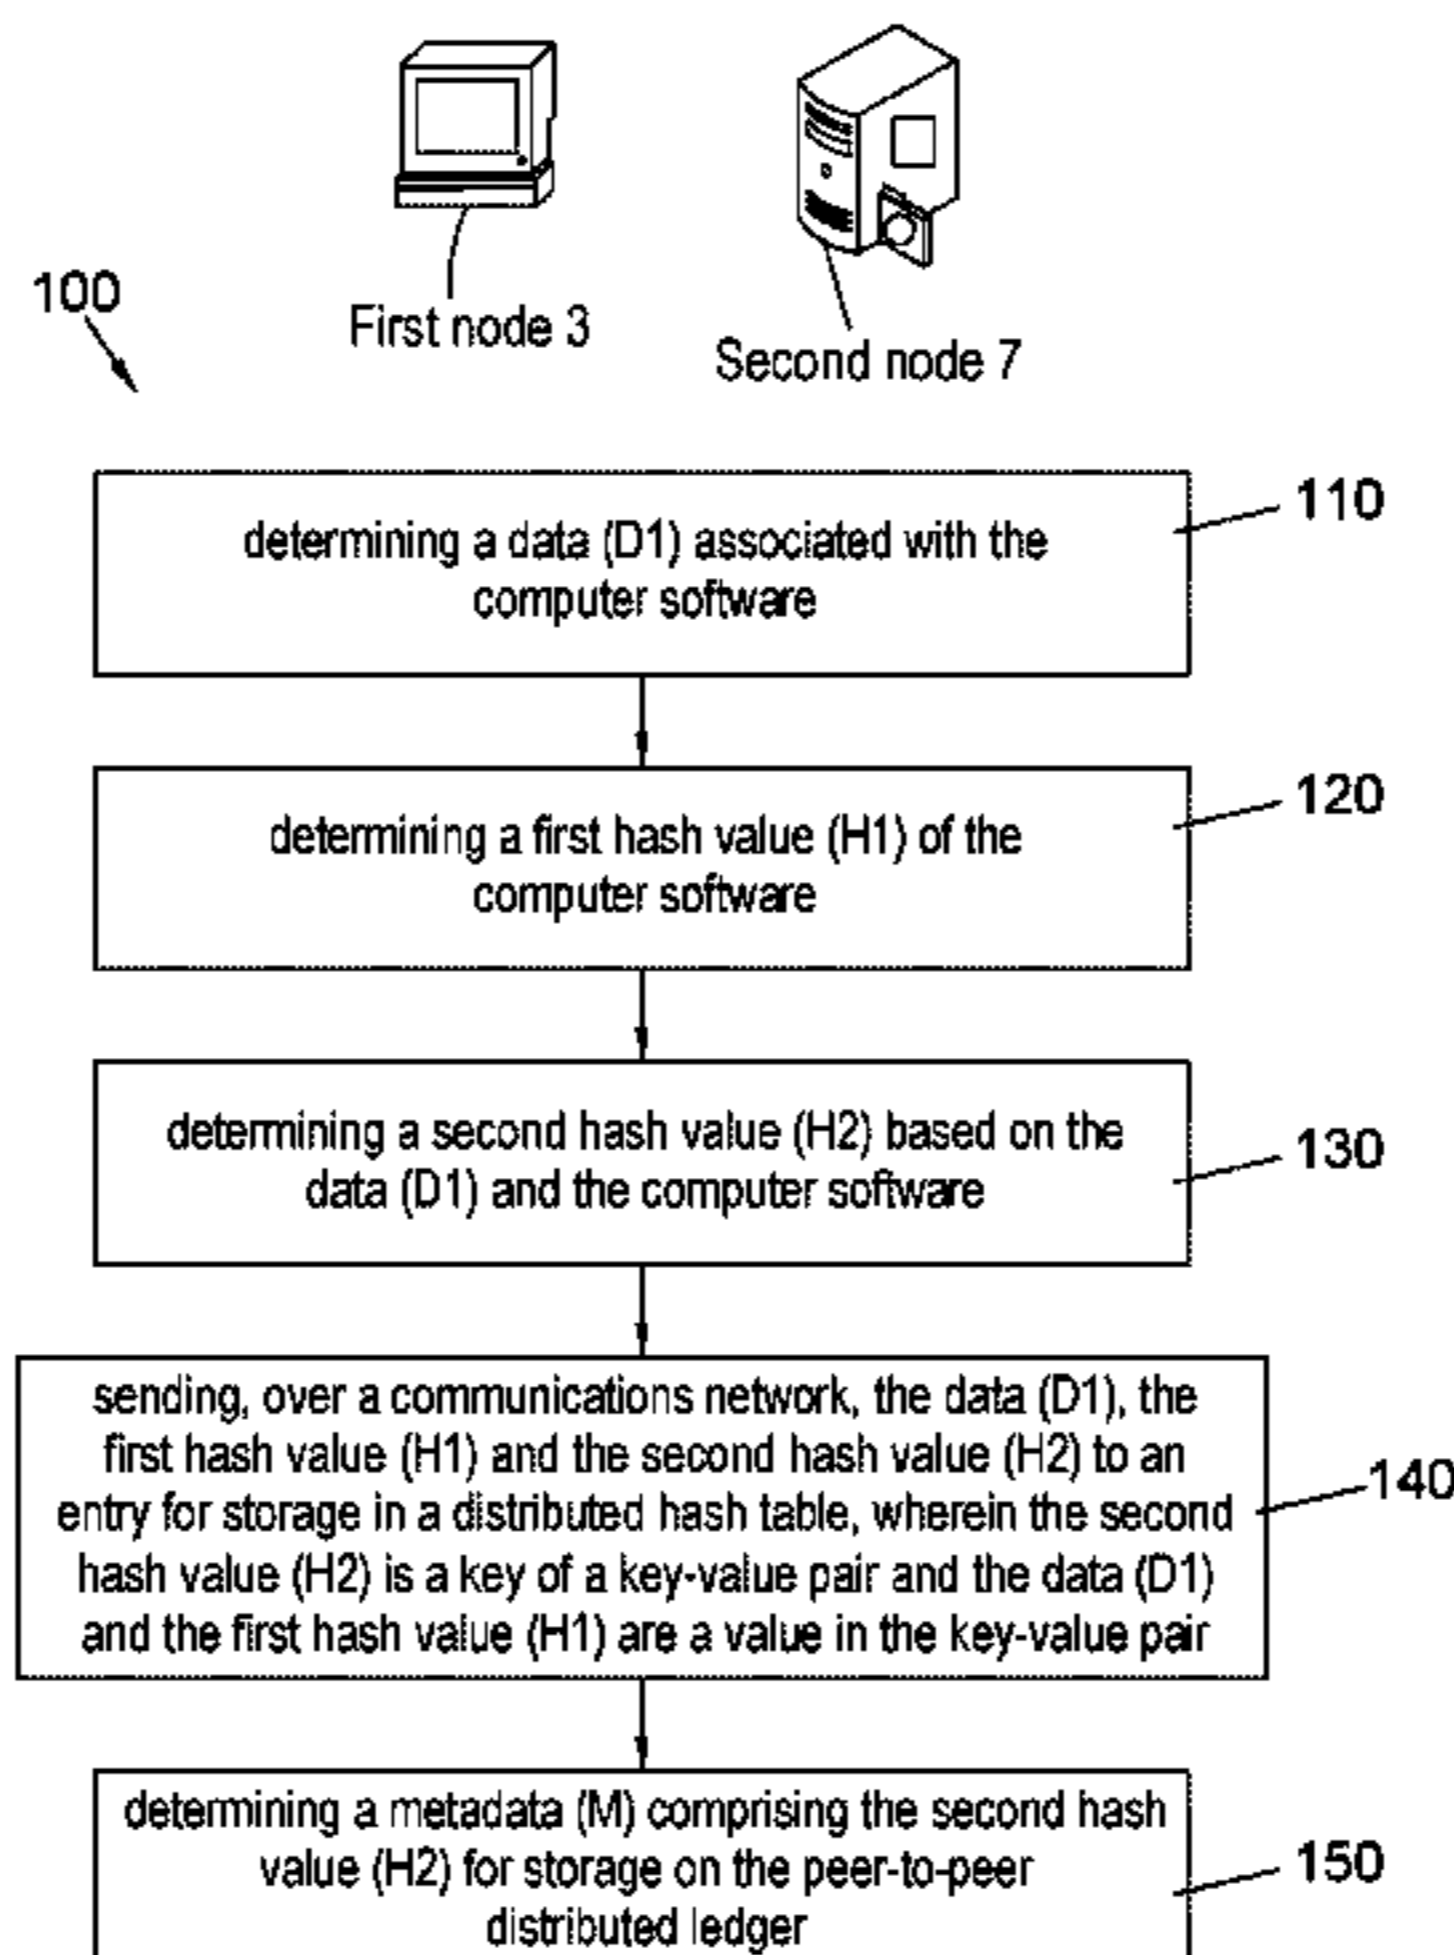 100
First node 3
Second node 7
determining a data (D1) associated with the
computer software
110
determining a first hash value (H1) of the
computer software
120
determining a second hash value (H2) based on the
data (D1) and the computer software
130
sending, over a communications network, the data (D1), the
first hash value (H1) and the second hash value (H2) to an
entry for storage in a distributed hash table, wherein the second
hash value (H2) is a key of a key-value pair and the data (D1)
and the first hash value (H1) are a value in the key-value pair
140
determining a metadata (M) comprising the second hash
value (H2) for storage on the peer-to-peer
distributed ledger
150